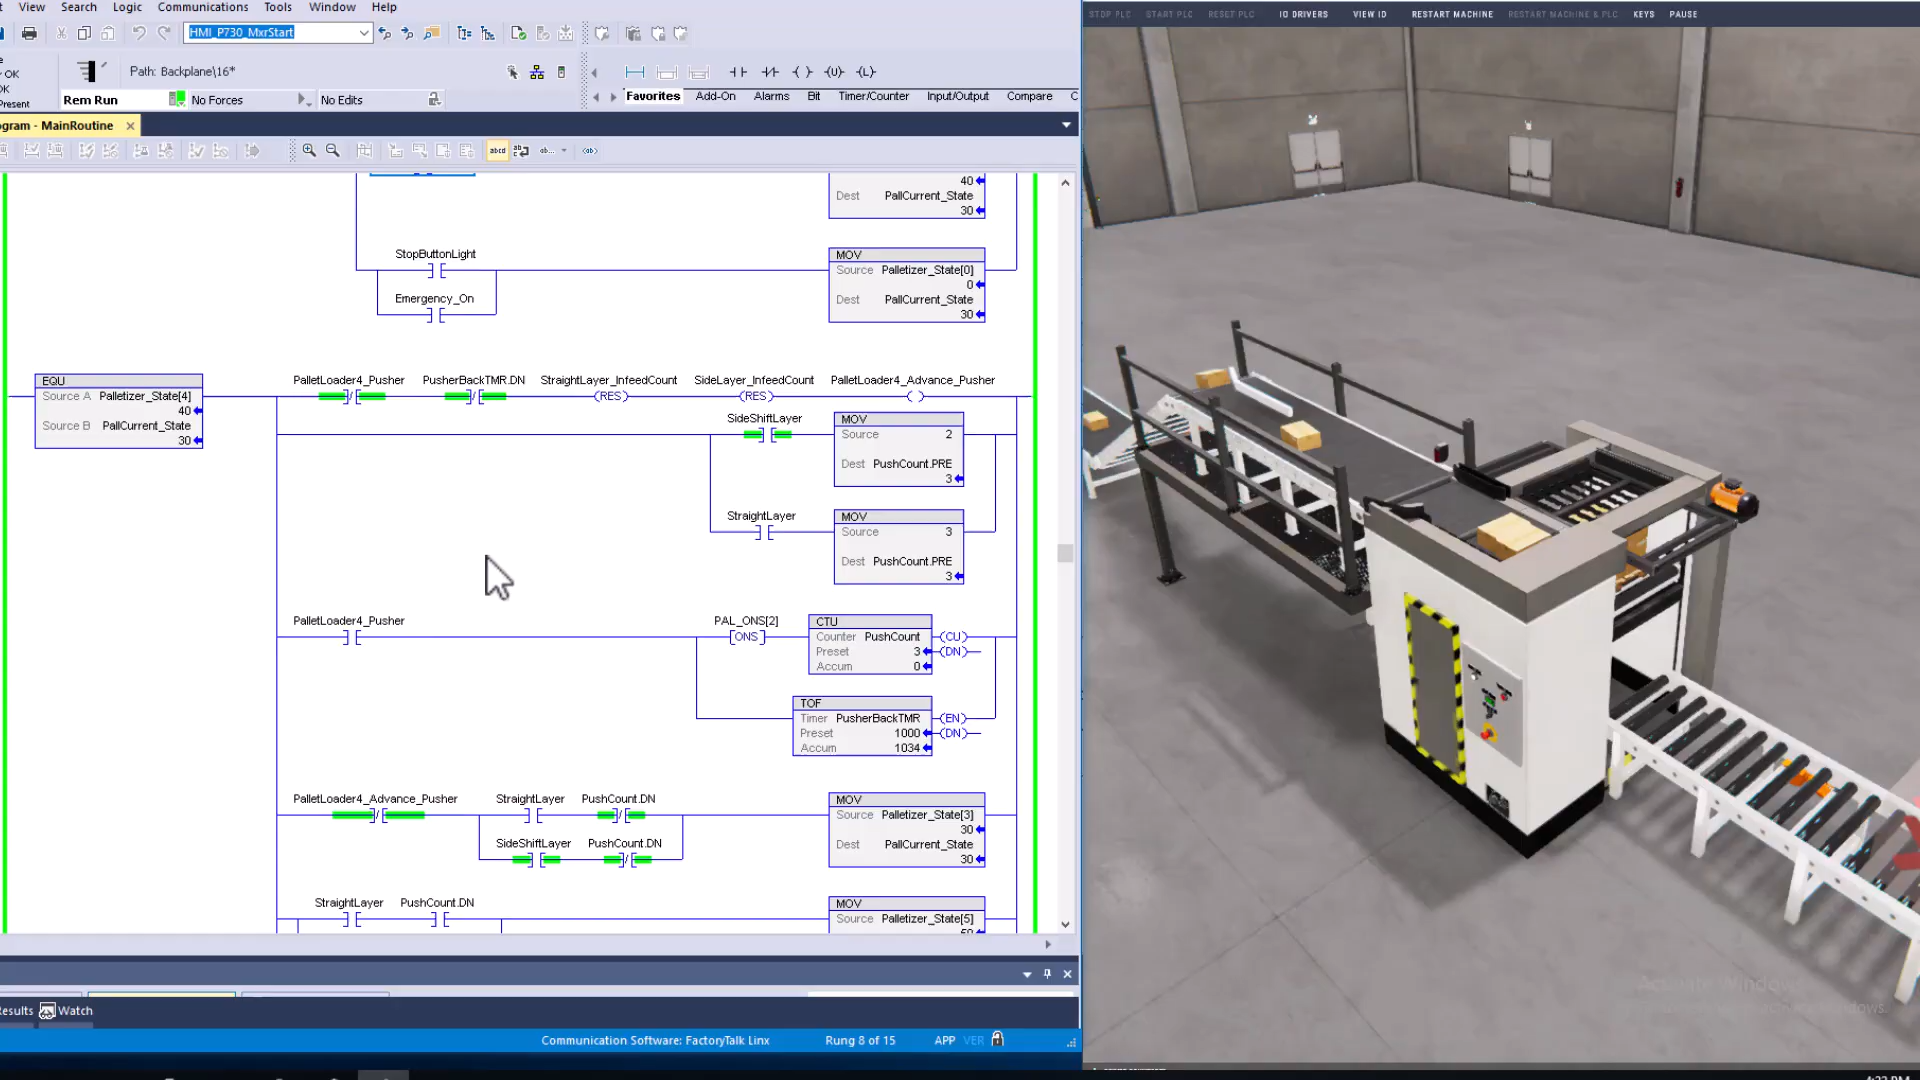 View Search Logic Communications Tools Window Help
HMI_P730_MxrStart
OK
OK
Present
Path: Backplane\16*
Rem Run No Forces No Edits
Favorites Add-On Alarms Bit Timer/Counter Input/Output Compare C
ogram - MainRoutine
40
Dest PallCurrent_State
30
StopButtonLight
Emergency_On
MOV
Source Palletizer_State[0]
0
Dest PallCurrent_State
30
EQU
Source A Palletizer_State[4]
40
Source B PallCurrent_State
30
PalletLoader4_Pusher PusherBackTMR.DN StraightLayer_InfeedCount SideLayer_InfeedCount PalletLoader4_Advance_Pusher
RES RES
SideShiftLayer
MOV
Source 2
Dest PushCount.PRE
3
StraightLayer
MOV
Source 3
Dest PushCount.PRE
3
PalletLoader4_Pusher
PAL_ONS[2]
ONS
CTU
Counter PushCount
Preset 3
Accum 0
CU
DN
TOF
Timer PusherBackTMR
Preset 1000
Accum 1034
EN
DN
PalletLoader4_Advance_Pusher StraightLayer PushCount.DN
SideShiftLayer PushCount.DN
MOV
Source Palletizer_State[3]
30
Dest PallCurrent_State
30
StraightLayer PushCount.DN
MOV
Source Palletizer_State[5]
Results Watch
Communication Software: FactoryTalk Linx Rung 8 of 15 APP VER
STOP PLC START PLC RESET PLC IO DRIVERS VIEW IO RESTART MACHINE RESTART MACHINE & PLC KEYS PAUSE
Activate Windows